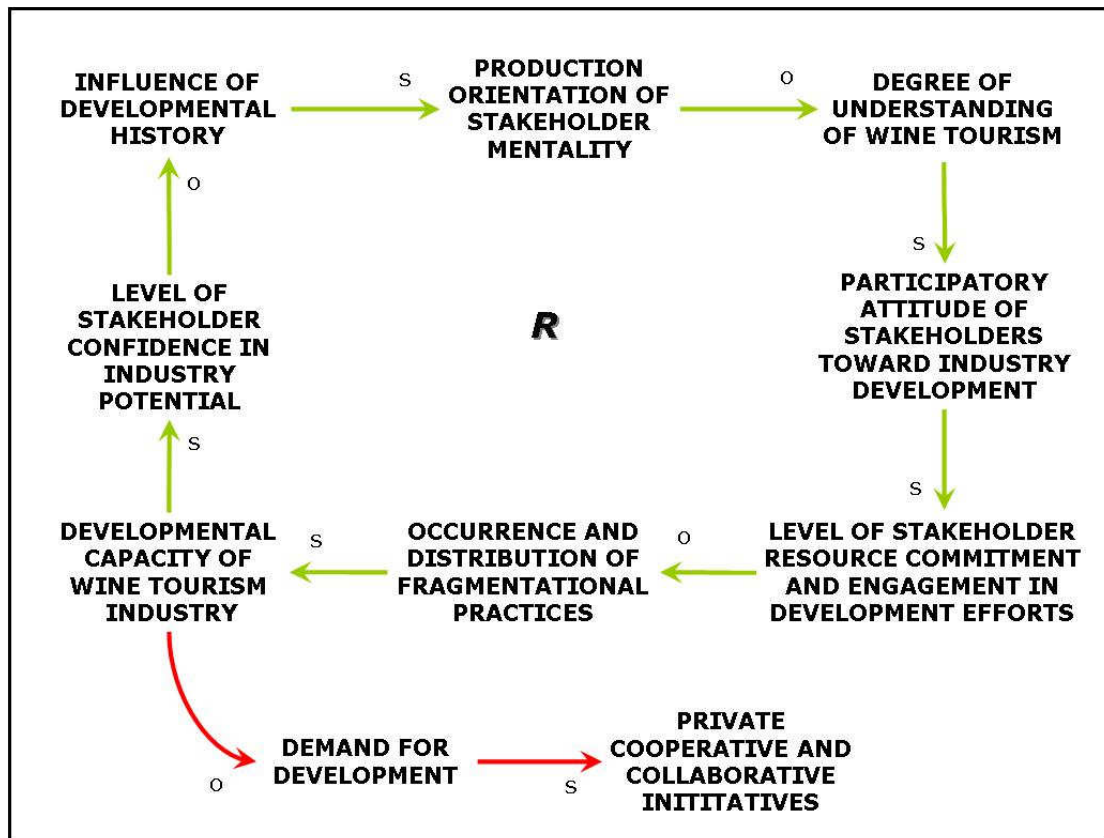 INFLUENCE OF
DEVELOPMENTAL
HISTORY
S
PRODUCTION
ORIENTATION OF
STAKEHOLDER
MENTALITY
O
DEGREE OF
UNDERSTANDING
OF WINE TOURISM
S
PARTICIPATORY
ATTITUDE OF
STAKEHOLDERS
TOWARD INDUSTRY
DEVELOPMENT
S
LEVEL OF STAKEHOLDER
RESOURCE COMMITMENT
AND ENGAGEMENT IN
DEVELOPMENT EFFORTS
O
OCCURRENCE AND
DISTRIBUTION OF
FRAGMENTATIONAL
PRACTICES
S
DEVELOPMENTAL
CAPACITY OF
WINE TOURISM
INDUSTRY
S
LEVEL OF
STAKEHOLDER
CONFIDENCE IN
INDUSTRY
POTENTIAL
O
R
O
DEMAND FOR
DEVELOPMENT
S
PRIVATE
COOPERATIVE AND
COLLABORATIVE
INITITATIVES